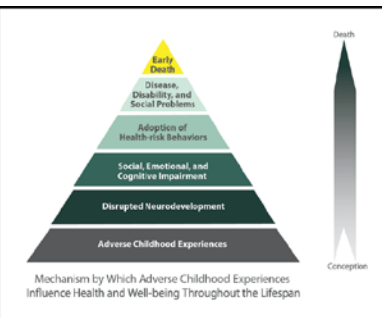 Death
Early
Death
Disease,
Disability, and
Social Problems
Adoption of
Health-risk Behaviors
Social, Emotional, and
Cognitive Impairment
Disrupted Neurodevelopment
Adverse Childhood Experiences
Conception
Mechanism by Which Adverse Childhood Experiences
Influence Health and Well-being Throughout the Lifespan